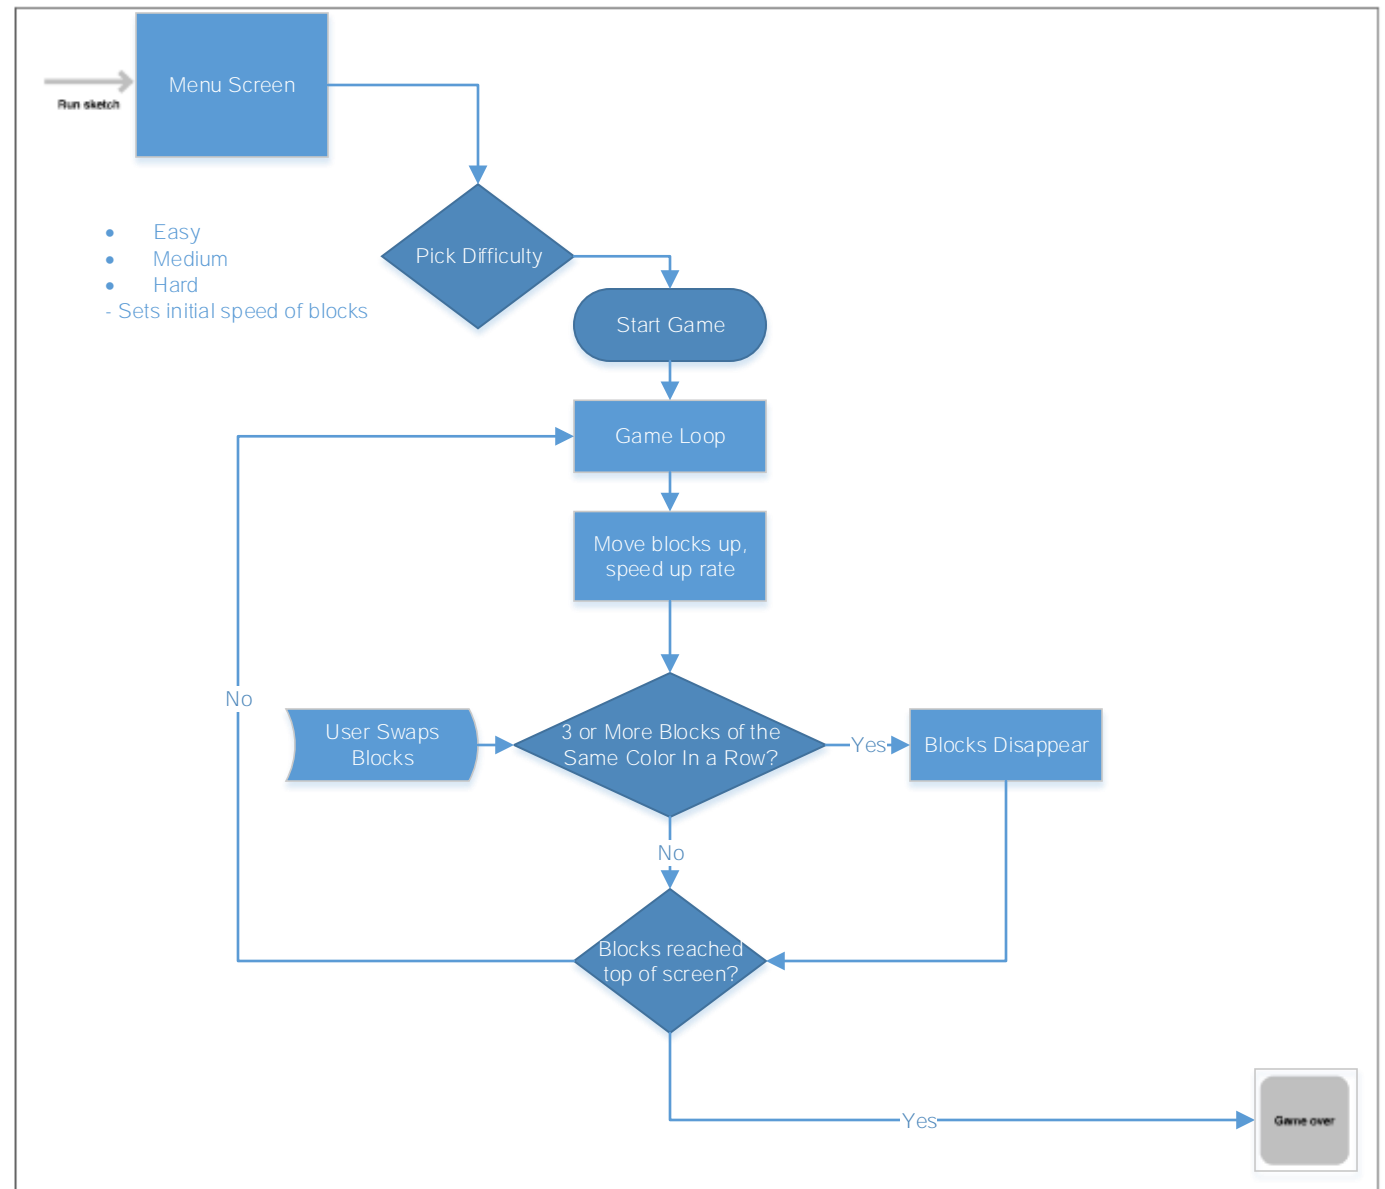 Menu Screen
Run sketch
• Easy
• Medium
• Hard
- Sets initial speed of blocks
Pick Difficulty
Start Game
Game Loop
Move blocks up,
speed up rate
No
User Swaps
Blocks
3 or More Blocks of the
Same Color In a Row?
Yes
Blocks Disappear
No
Blocks reached
top of screen?
Yes
Game over